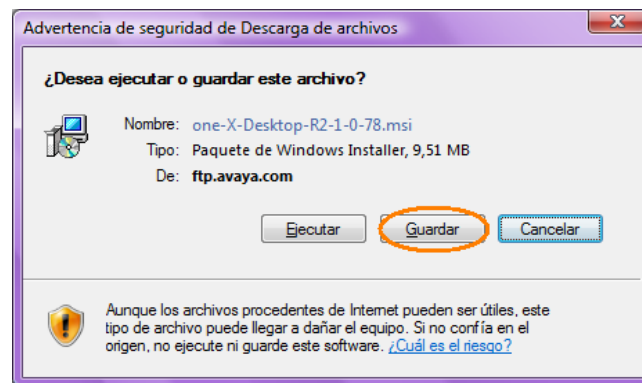 Advertencia de seguridad de Descarga de archivos
¿Desea ejecutar o guardar este archivo?
Nombre: one-X-Desktop-R2-1-0-78.msi
Tipo: Paquete de Windows Installer, 9,51 MB
De: ftp.avaya.com
Ejecutar Guardar Cancelar
Aunque los archivos procedentes de Internet pueden ser útiles, este
tipo de archivo puede llegar a dañar el equipo. Si no confía en el
origen, no ejecute ni guarde este software. ¿Cuál es el riesgo?